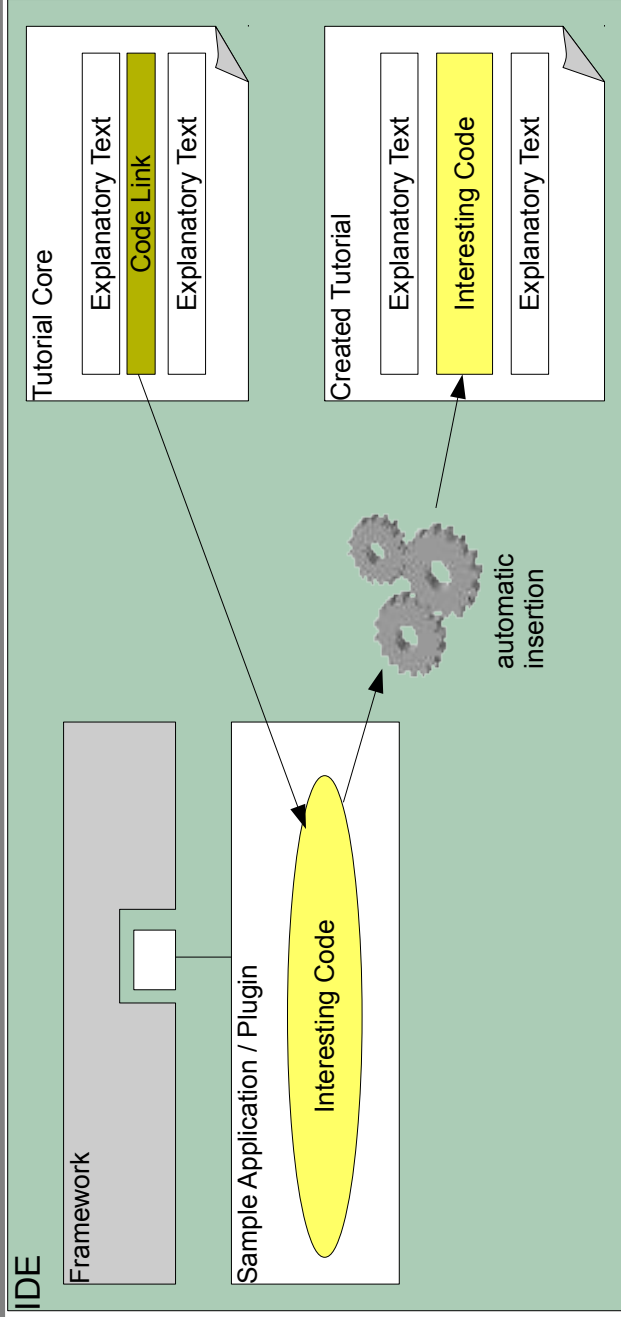 IDE
Framework
Sample Application / Plugin
Interesting Code
automatic
insertion
Tutorial Core
Explanatory Text
Code Link
Explanatory Text
Created Tutorial
Explanatory Text
Interesting Code
Explanatory Text